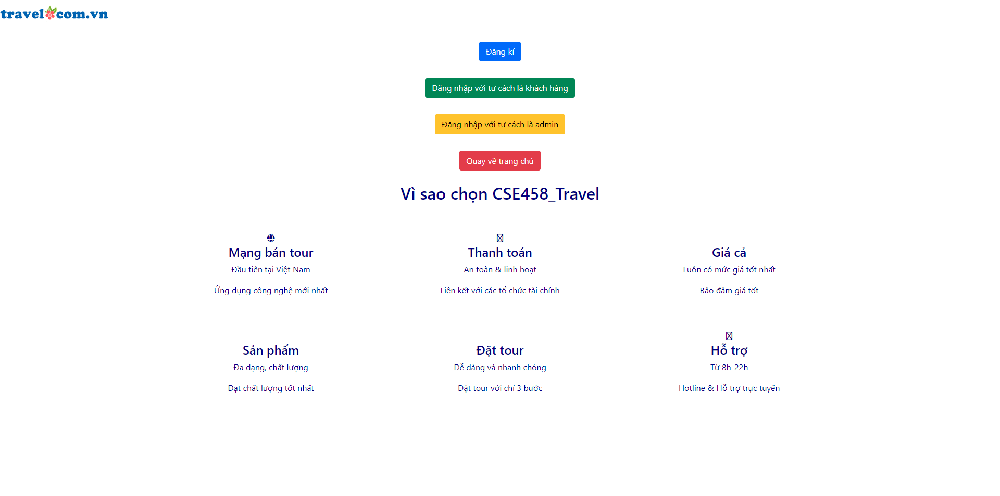 travel com.vn
Đăng kí
Đăng nhập với tư cách là khách hàng
Đăng nhập với tư cách là admin
Quay về trang chủ
Vì sao chọn CSE458_Travel
Mạng bán tour
Đầu tiên tại Việt Nam
Ứng dụng công nghệ mới nhất
Thanh toán
An toàn & linh hoạt
Liên kết với các tổ chức tài chính
Giá cả
Luôn có mức giá tốt nhất
Bảo đảm giá tốt
Sản phẩm
Đa dạng, chất lượng
Đạt chất lượng tốt nhất
Đặt tour
Dễ dàng và nhanh chóng
Đặt tour với chỉ 3 bước
Hỗ trợ
Từ 8h-22h
Hotline & Hỗ trợ trực tuyến